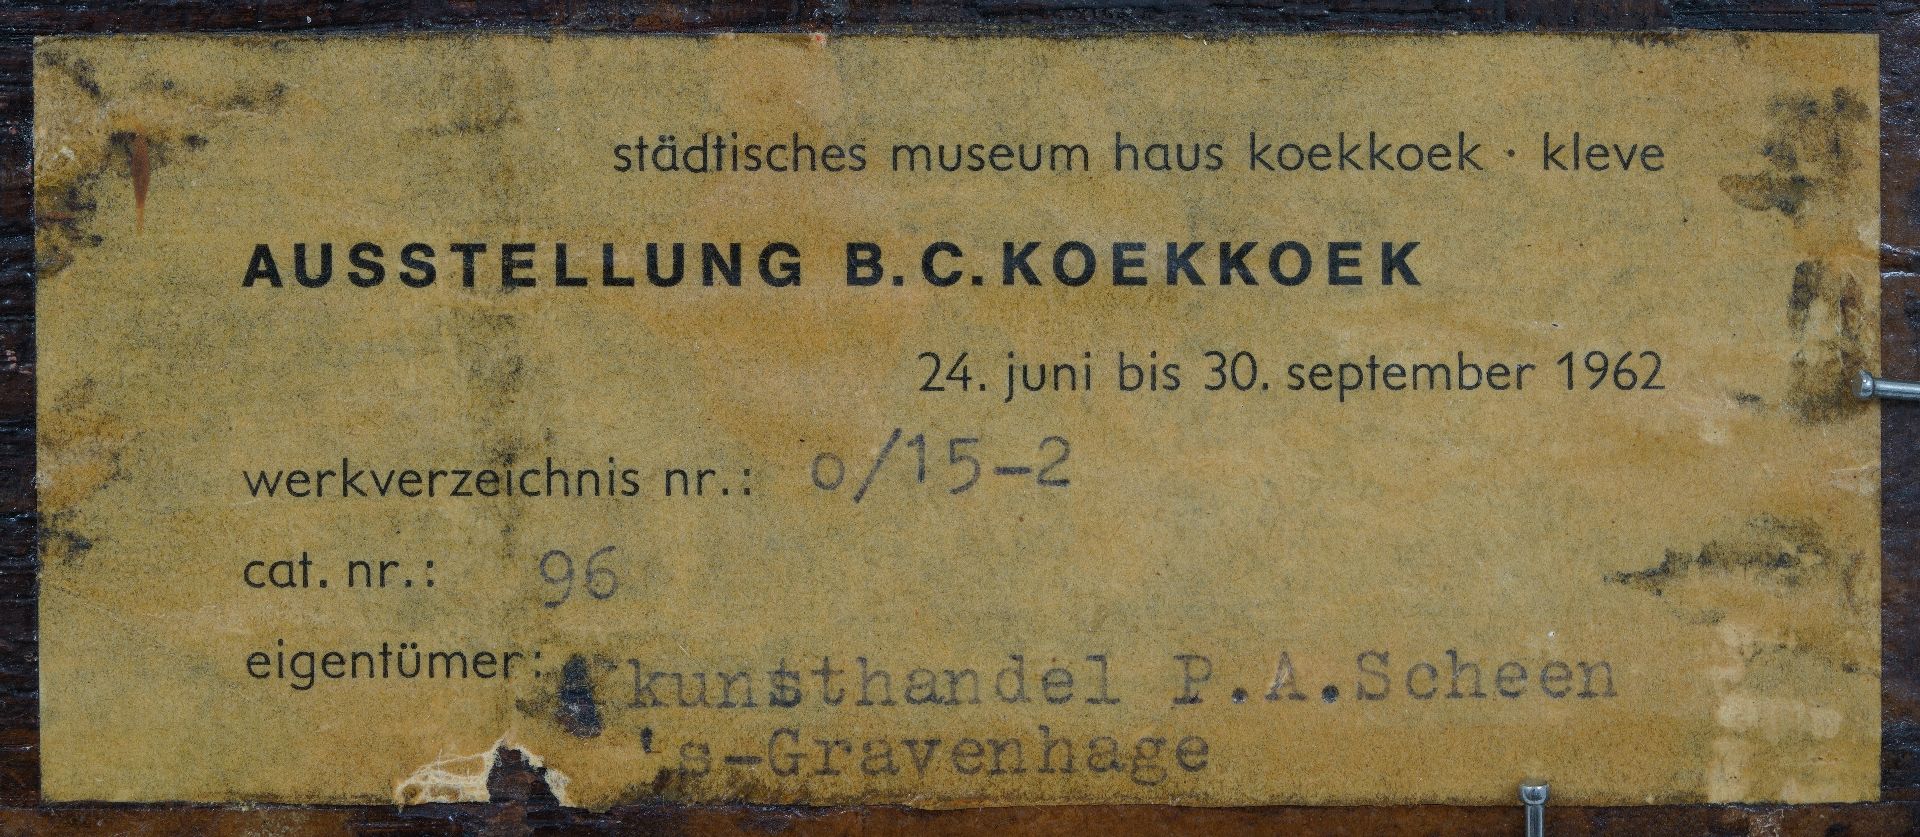 städtisches museum haus koekkoek · kleve
AUSSTELLUNG B.C.KOEKKOEK
24. juni bis 30. september 1962
werkverzeichnis nr.: o/15-2
cat. nr.: 96
eigentümer: kunsthandel P.A.Scheen
's-Gravenhage